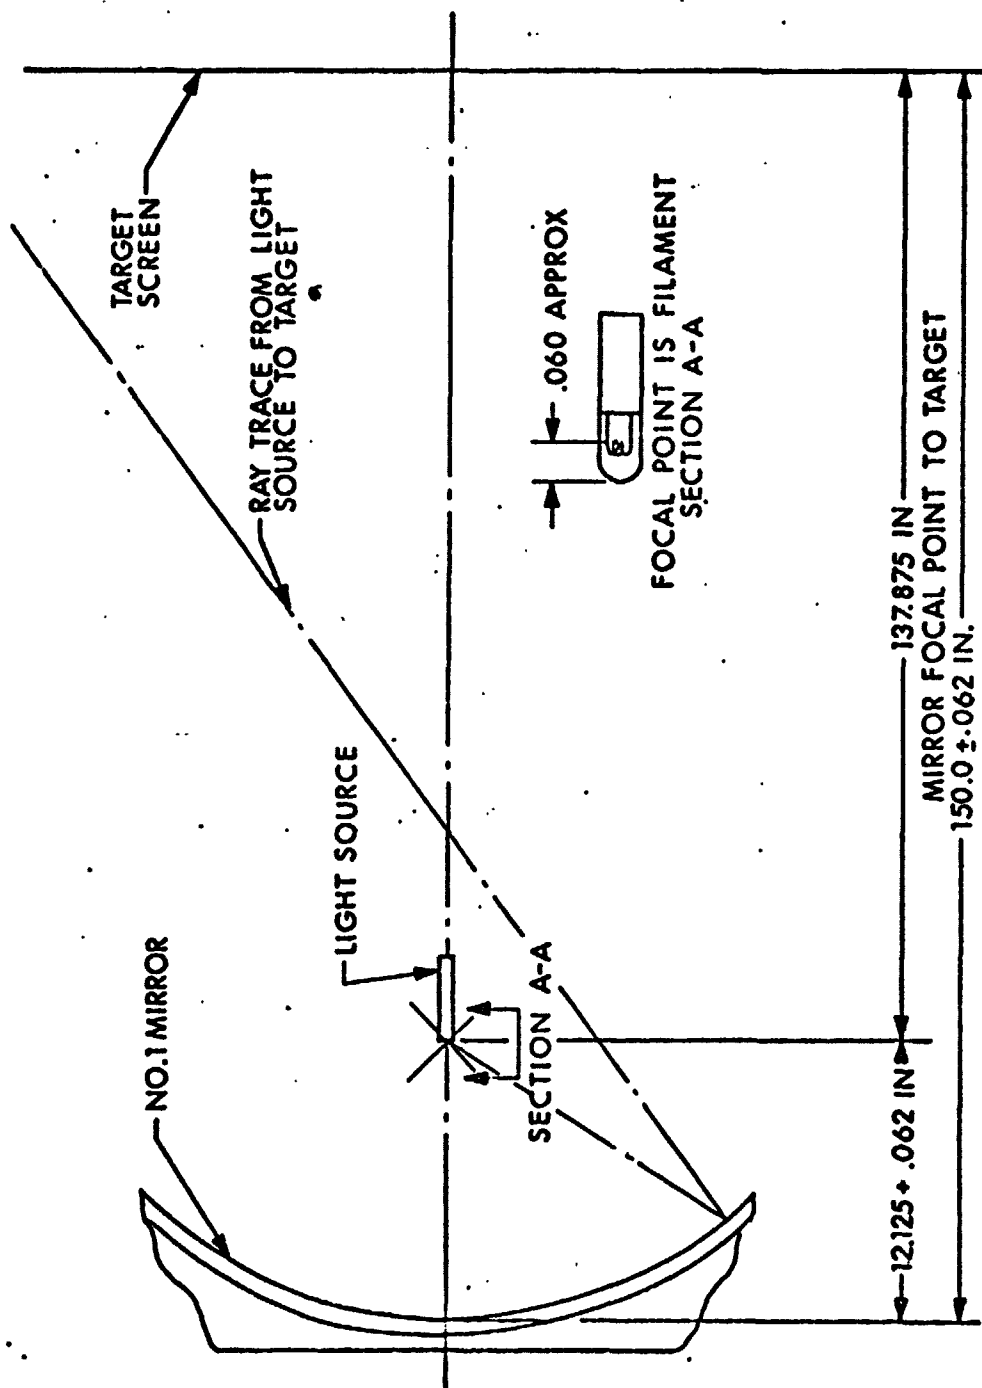 NO.1 MIRROR
LIGHT SOURCE
TARGET
SCREEN
RAY TRACE FROM LIGHT
SOURCE TO TARGET
SECTION A-A
.060 APPROX
FOCAL POINT IS FILAMENT
SECTION A-A
12.125+ .062 IN
137.875 IN
MIRROR FOCAL POINT TO TARGET
150.0 ±.062 IN.